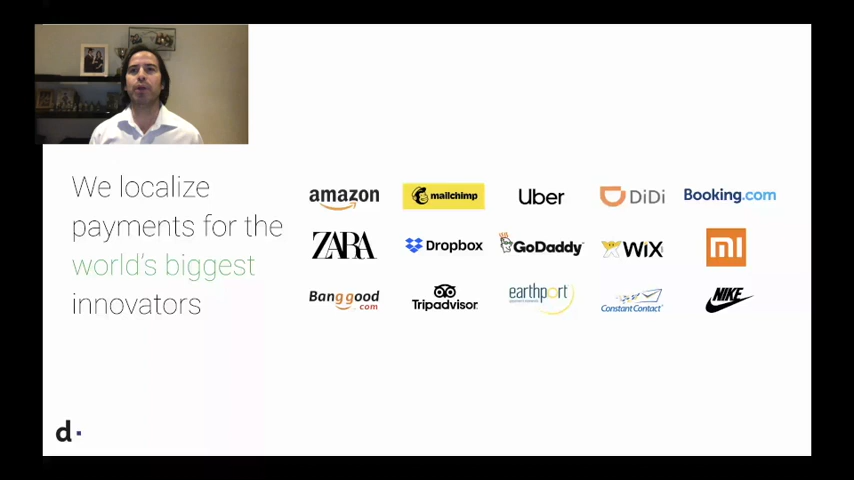 We localize
payments for the
world's biggest
innovators
amazon mailchimp Uber DiDi Booking.com
ZARA Dropbox GoDaddy WiX mi
Banggood.com Tripadvisor earthport Constant Contact NIKE
d.